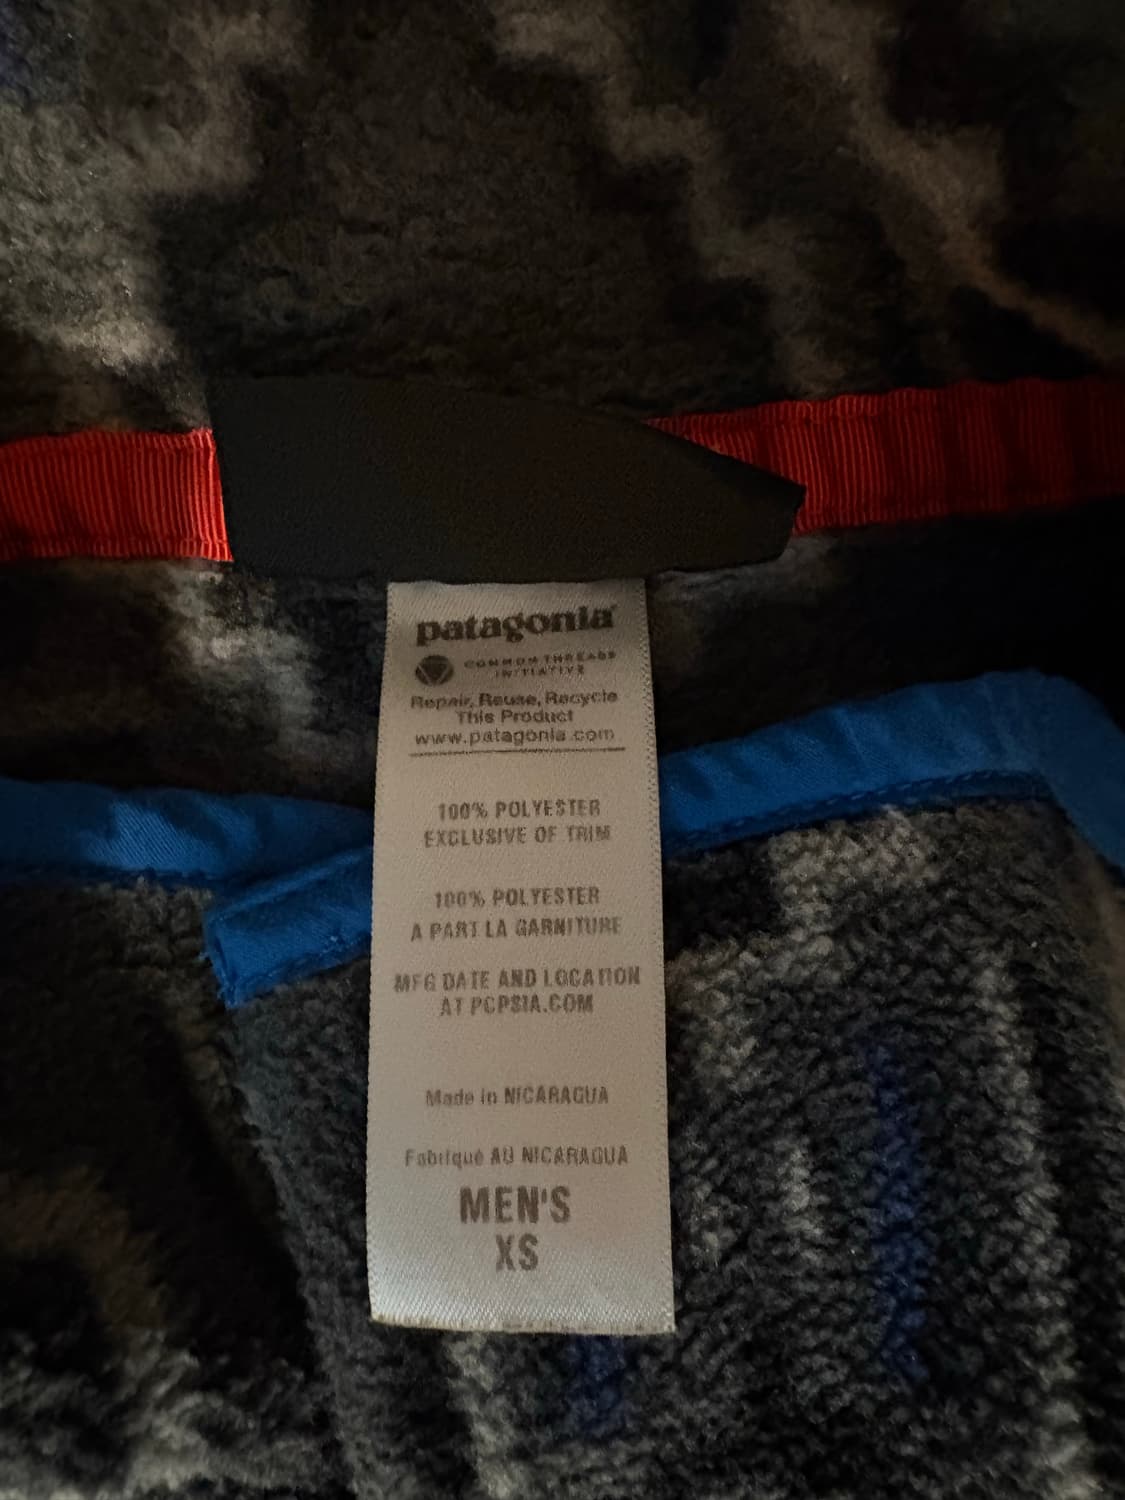 patagonia
COMMON THREADS
INITIATIVE
Repair, Reuse, Recycle
This Product
www.patagonia.com
100% POLYESTER
EXCLUSIVE OF TRIM
100% POLYESTER
A PART LA GARNITURE
MFG DATE AND LOCATION
AT PCPSIA.COM
Made in NICARAGUA
Fabriqué AU NICARAGUA
MEN'S
XS